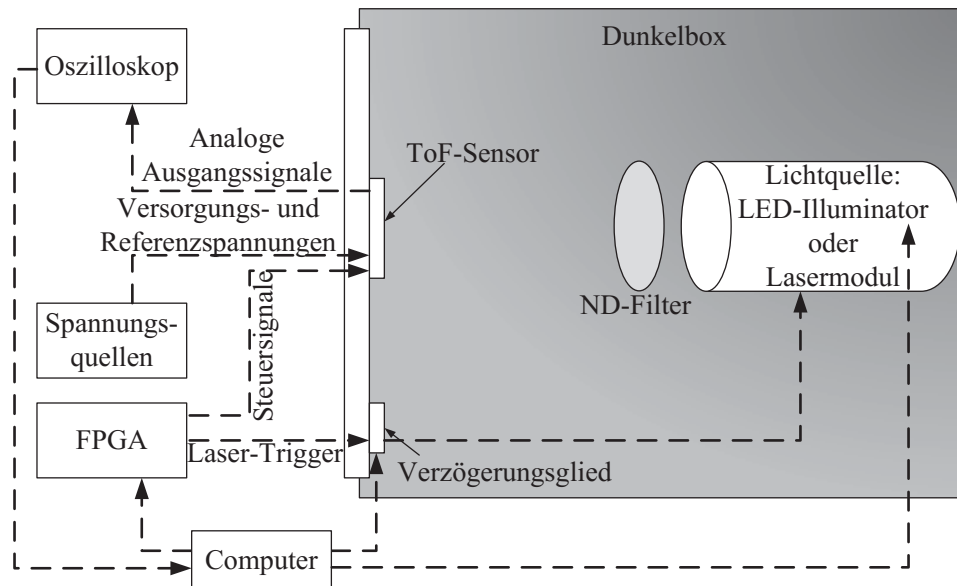 Dunkelbox
Oszilloskop
Analoge
Ausgangssignale
ToF-Sensor
Versorgungs- und
Referenzspannungen
Lichtquelle:
LED-Illuminator
oder
Lasermodul
ND-Filter
Spannungs-
quellen
Steuersignale
FPGA
Laser-Trigger
Verzögerungsglied
Computer